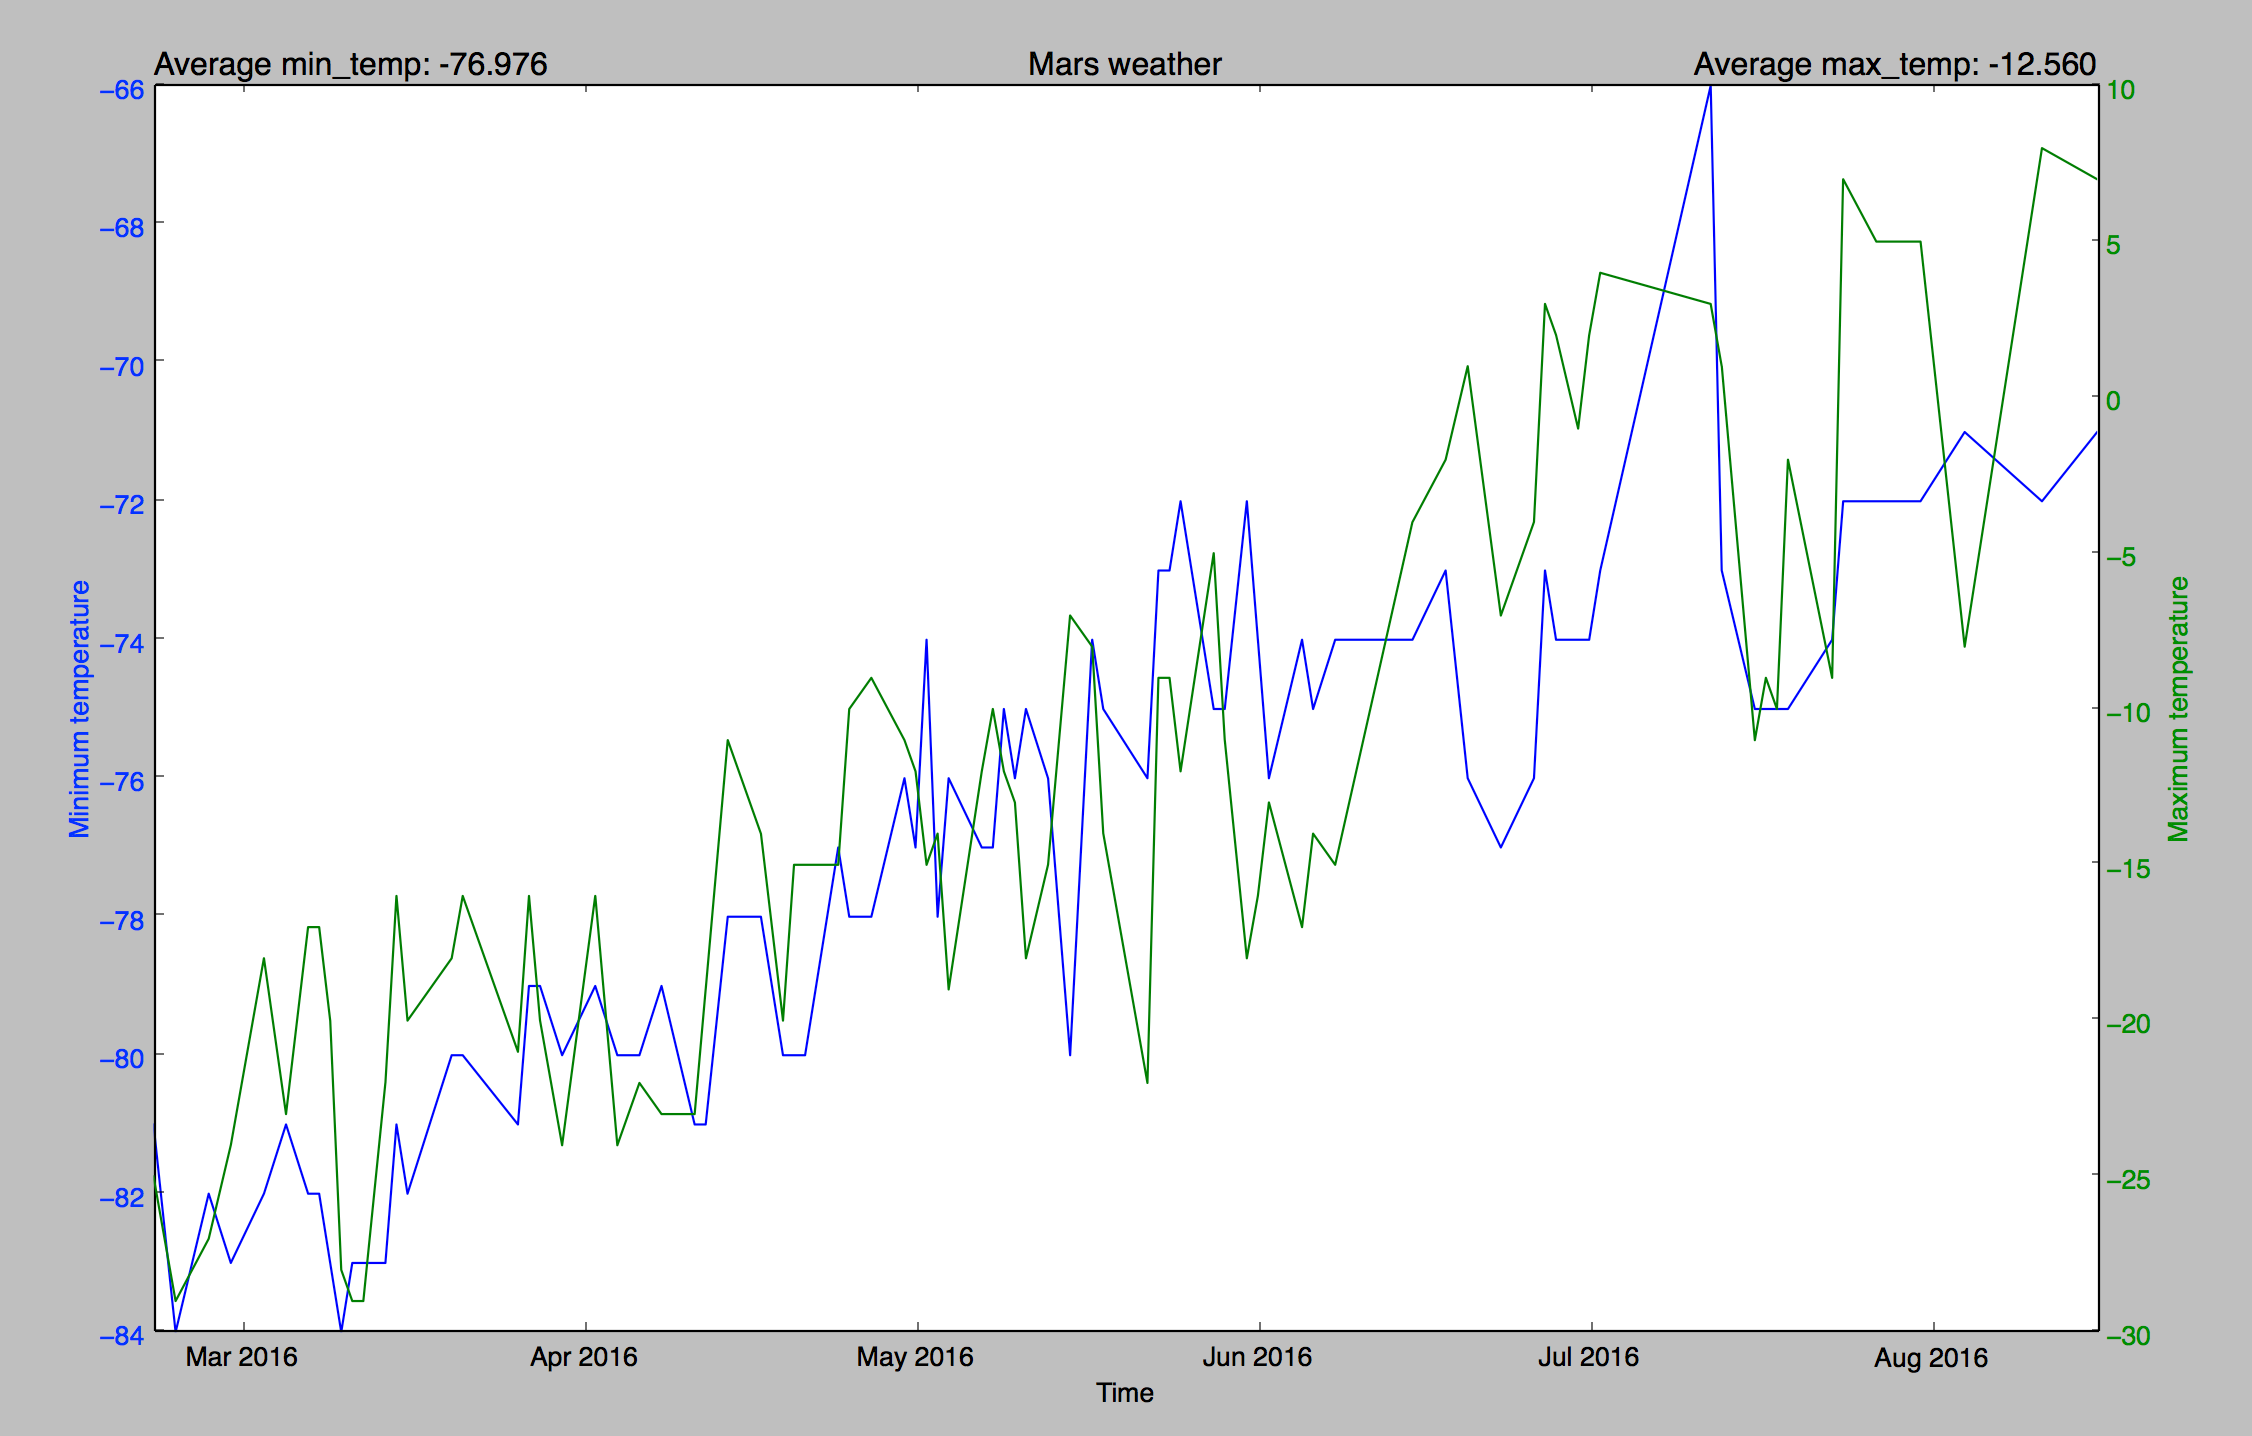 Average min_temp: -76.976
Mars weather
Average max_temp: -12.560
−66
−68
−70
−72
−74
−76
−78
−80
−82
−84
Minimum temperature
10
5
0
−5
−10
−15
−20
−25
−30
Maximum temperature
Mar 2016
Apr 2016
May 2016
Jun 2016
Jul 2016
Aug 2016
Time